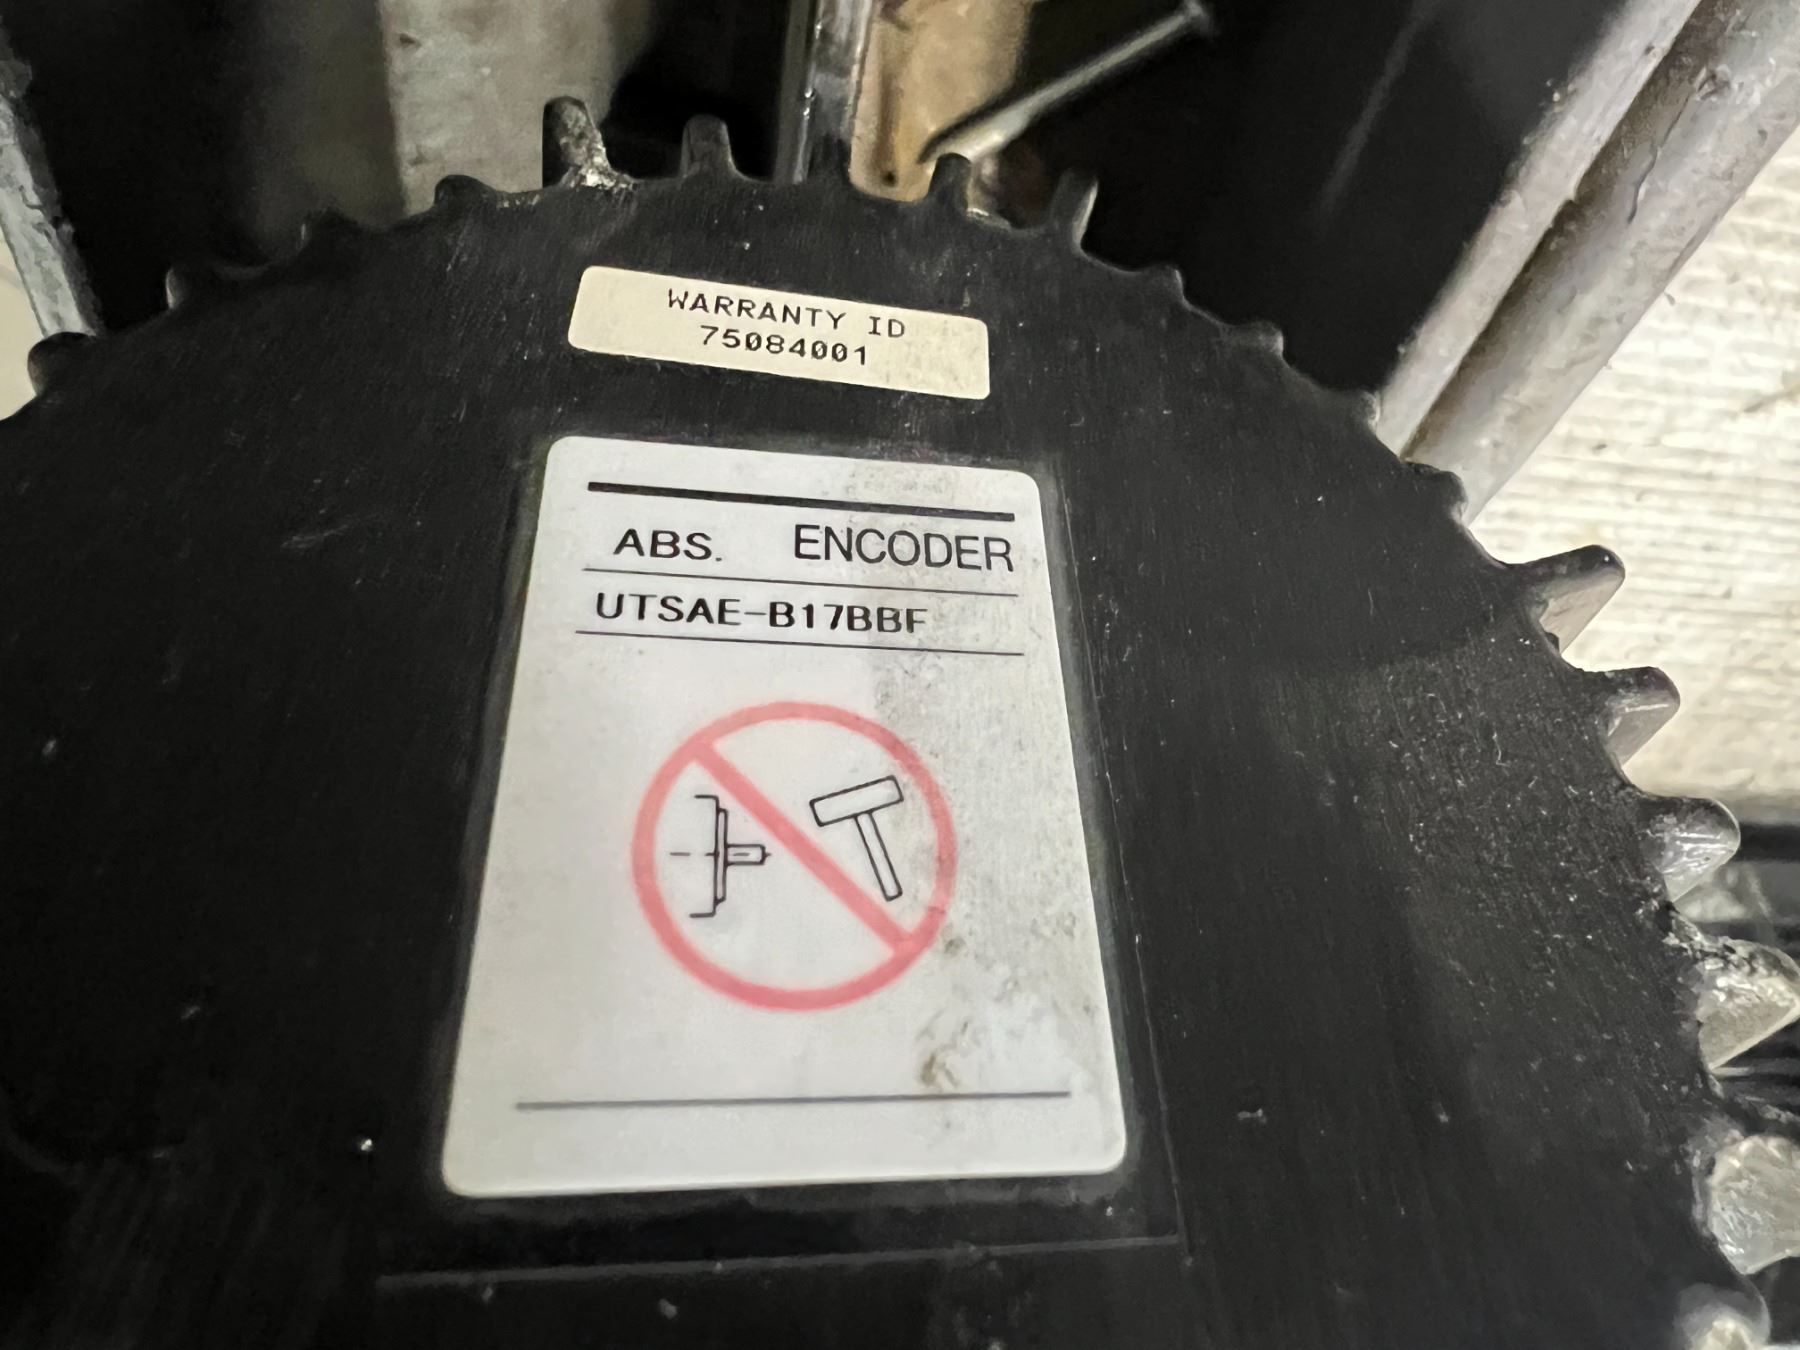 WARRANTY ID
75084001
ABS. ENCODER
UTSAE-B17BBF